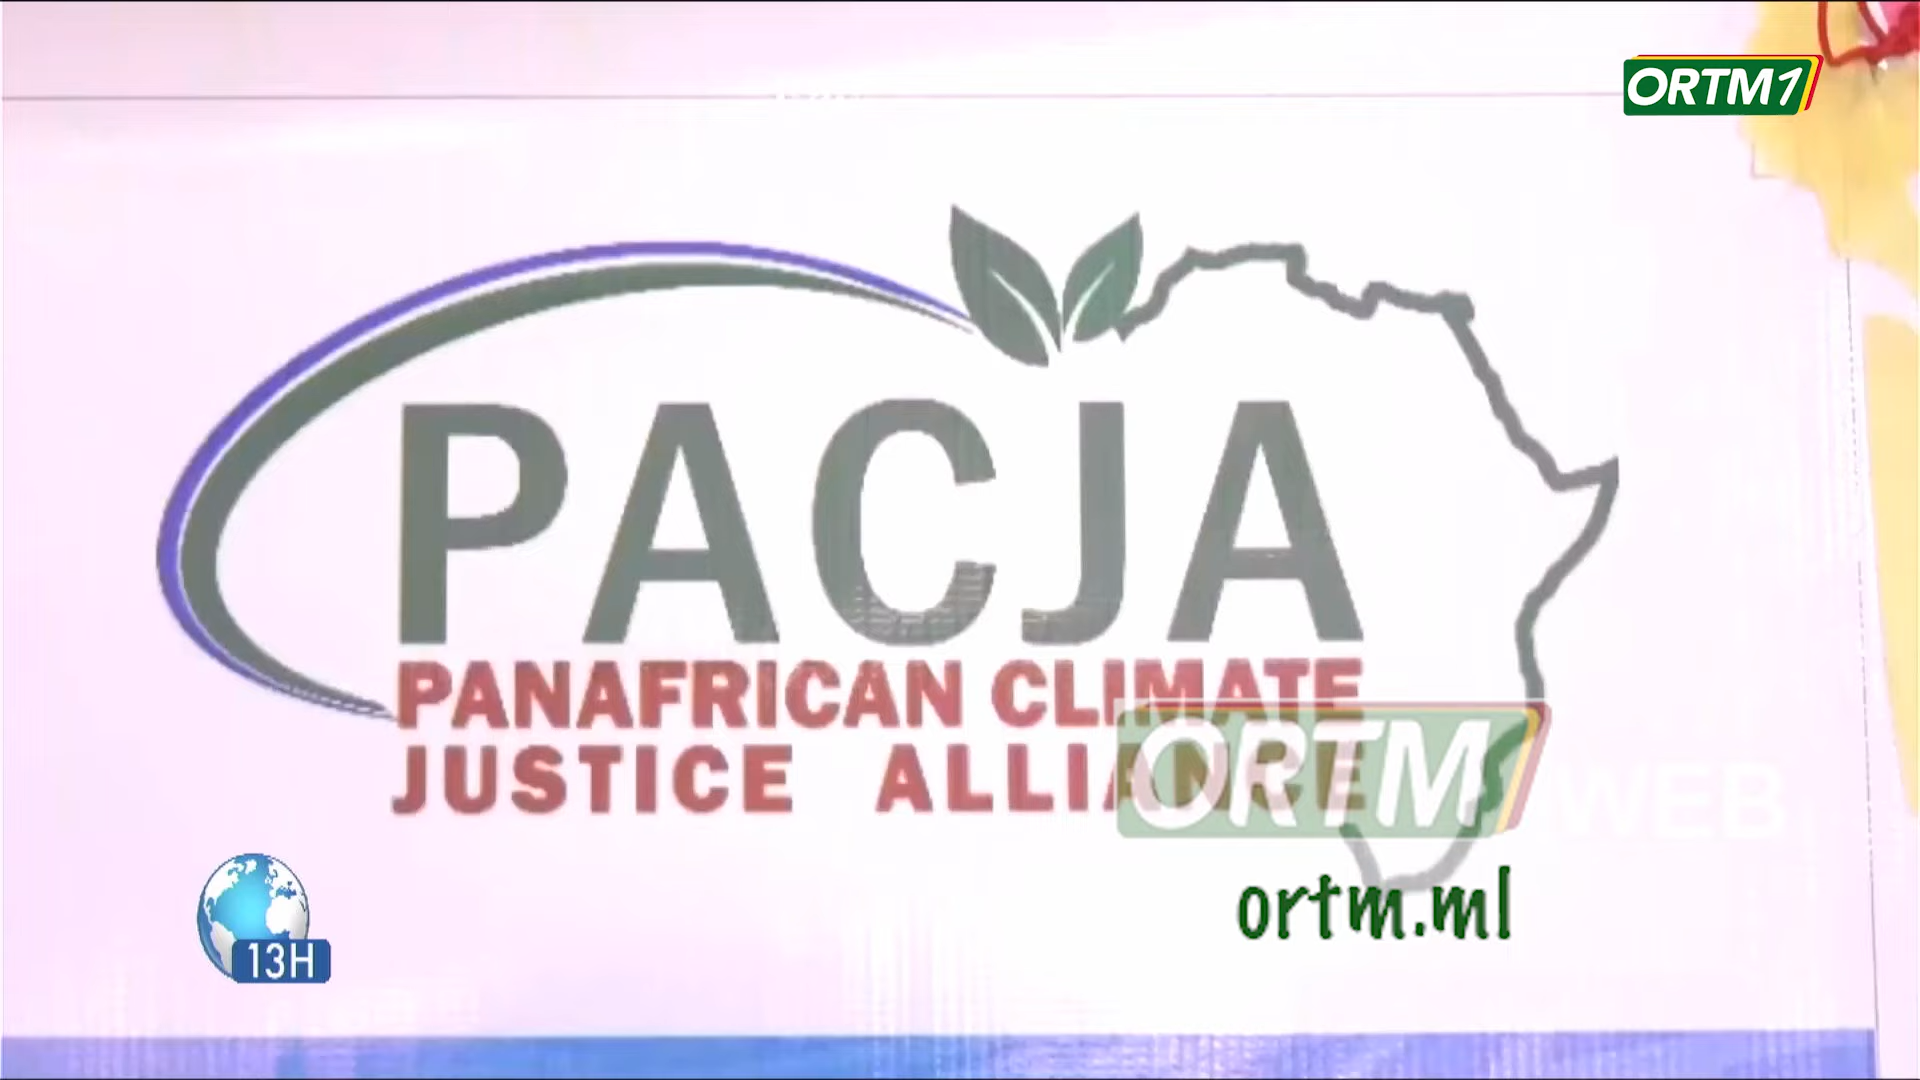 ORTM1
PACJA
PANAFRICAN CLIMATE
JUSTICE ALLIANCE
ORTM WEB
ortm.ml
13H